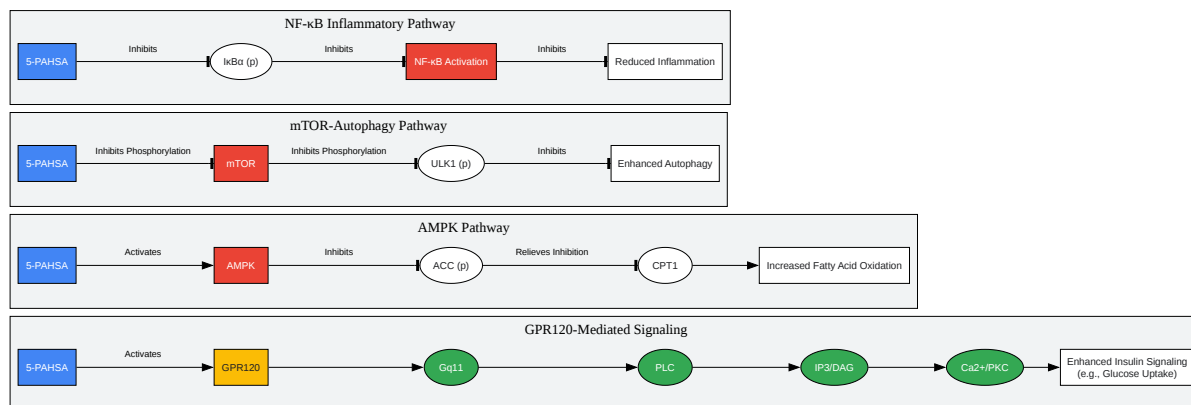 NF-κB Inflammatory Pathway
Inhibits
Inhibits
Inhibits
5-PAHSA
IκBα (p)
NF-κB Activation
Reduced Inflammation
mTOR-Autophagy Pathway
Inhibits Phosphorylation
Inhibits Phosphorylation
Inhibits
5-PAHSA
mTOR
ULK1 (p)
Enhanced Autophagy
AMPK Pathway
Activates
Inhibits
Relieves Inhibition
5-PAHSA
AMPK
ACC (p)
CPT1
Increased Fatty Acid Oxidation
GPR120-Mediated Signaling
Activates
5-PAHSA
GPR120
Gq11
PLC
IP3/DAG
Ca2+/PKC
Enhanced Insulin Signaling
(e.g., Glucose Uptake)